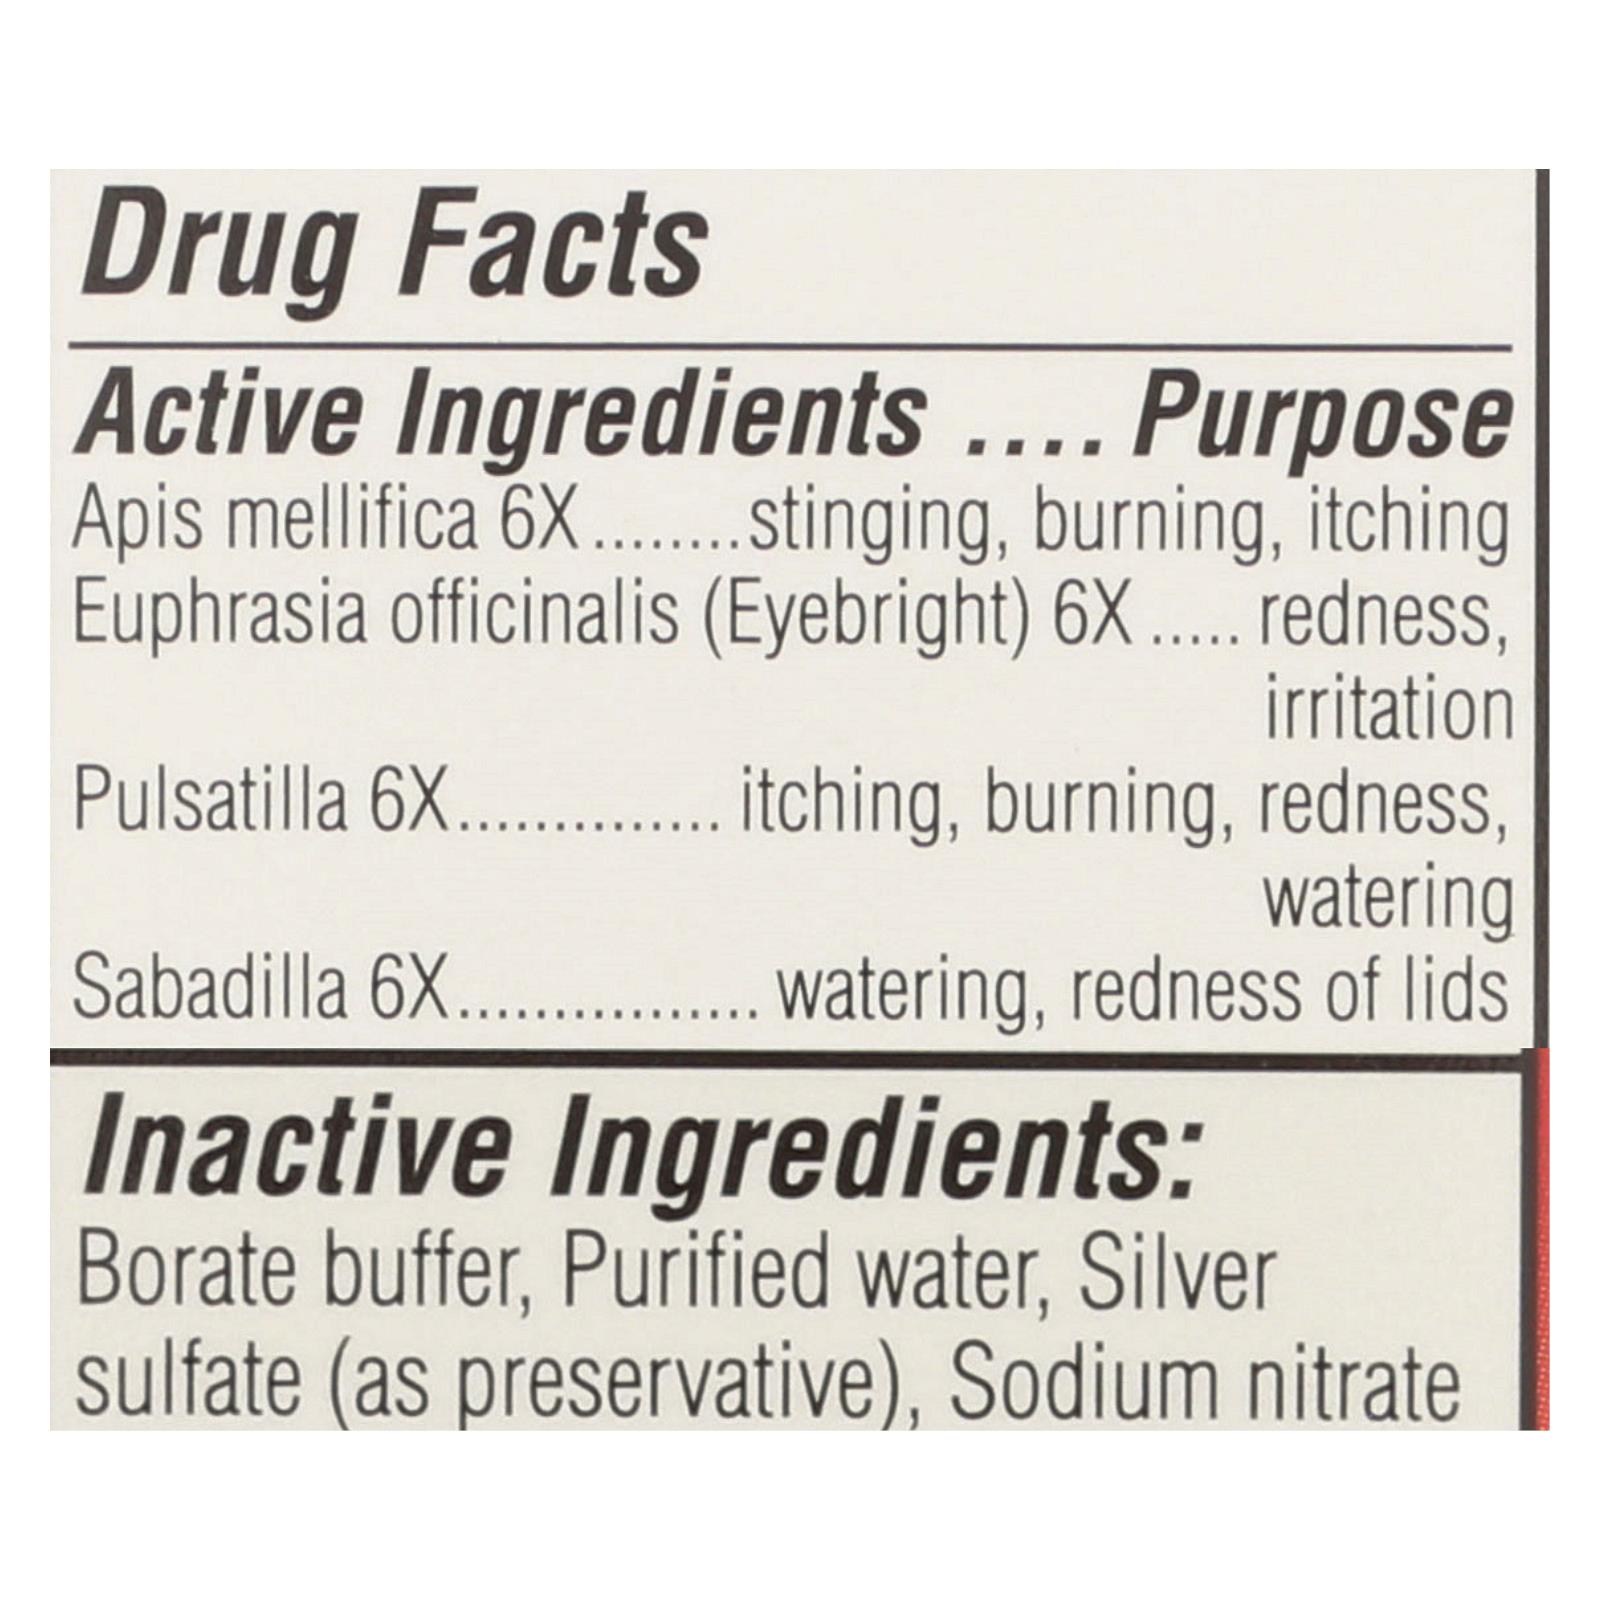 Drug Facts
Active Ingredients .... Purpose
Apis mellifica 6X........stinging, burning, itching
Euphrasia officinalis (Eyebright) 6X ..... redness,
irritation
Pulsatilla 6X.............. itching, burning, redness,
watering
Sabadilla 6X................ watering, redness of lids
Inactive Ingredients:
Borate buffer, Purified water, Silver
sulfate (as preservative), Sodium nitrate